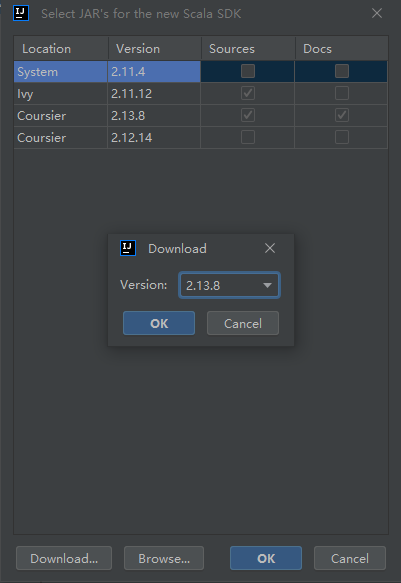 Select JAR's for the new Scala SDK
Location Version Sources Docs
System 2.11.4
Ivy 2.11.12
Coursier 2.13.8
Coursier 2.12.14
Download
Version: 2.13.8
OK Cancel
Download... Browse... OK Cancel